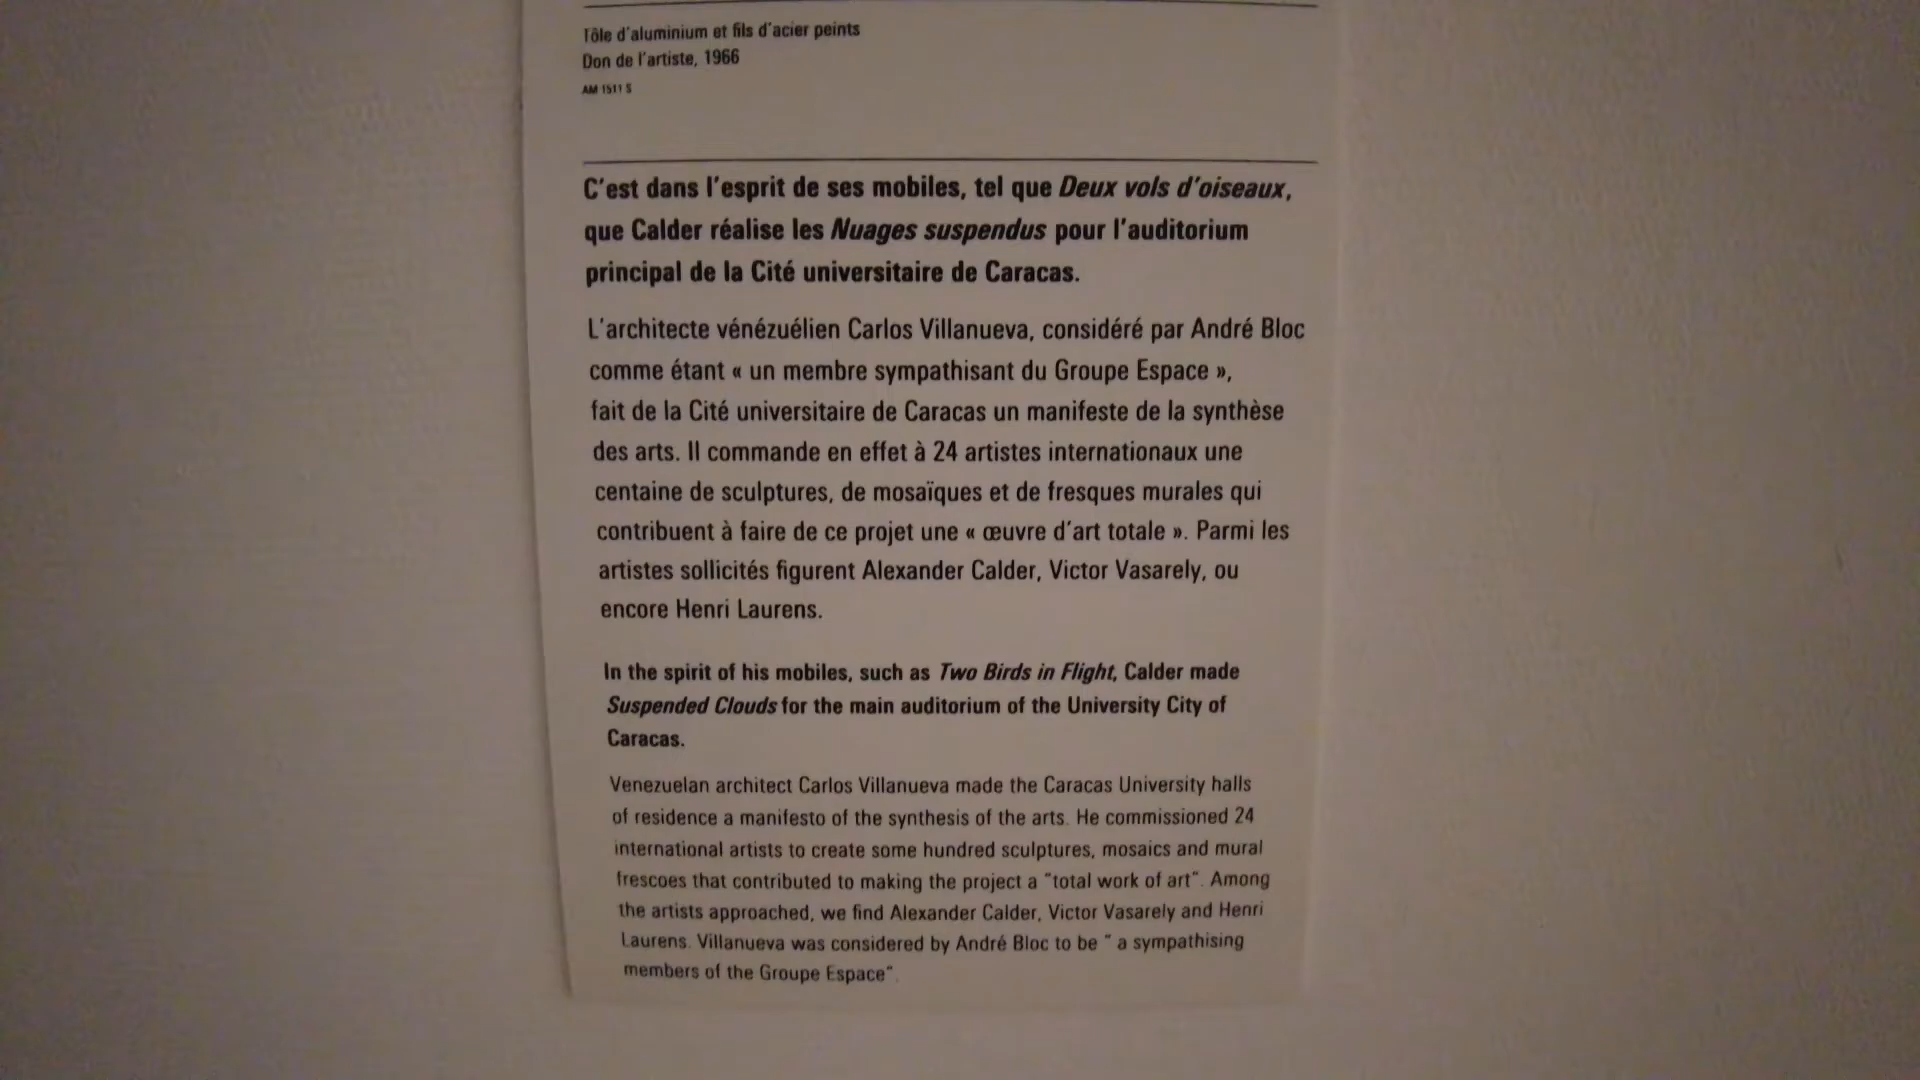 Tôle d'aluminium et fils d'acier peints
Don de l'artiste, 1966
AM 1511 S
C'est dans l'esprit de ses mobiles, tel que Deux vols d'oiseaux,
que Calder réalise les Nuages suspendus pour l'auditorium
principal de la Cité universitaire de Caracas.
L'architecte vénézuélien Carlos Villanueva, considéré par André Bloc
comme étant « un membre sympathisant du Groupe Espace »,
fait de la Cité universitaire de Caracas un manifeste de la synthèse
des arts. Il commande en effet à 24 artistes internationaux une
centaine de sculptures, de mosaïques et de fresques murales qui
contribuent à faire de ce projet une « œuvre d'art totale ». Parmi les
artistes sollicités figurent Alexander Calder, Victor Vasarely, ou
encore Henri Laurens.
In the spirit of his mobiles, such as Two Birds in Flight, Calder made
Suspended Clouds for the main auditorium of the University City of
Caracas.
Venezuelan architect Carlos Villanueva made the Caracas University halls
of residence a manifesto of the synthesis of the arts. He commissioned 24
international artists to create some hundred sculptures, mosaics and mural
frescoes that contributed to making the project a "total work of art". Among
the artists approached, we find Alexander Calder, Victor Vasarely and Henri
Laurens. Villanueva was considered by André Bloc to be " a sympathising
members of the Groupe Espace".